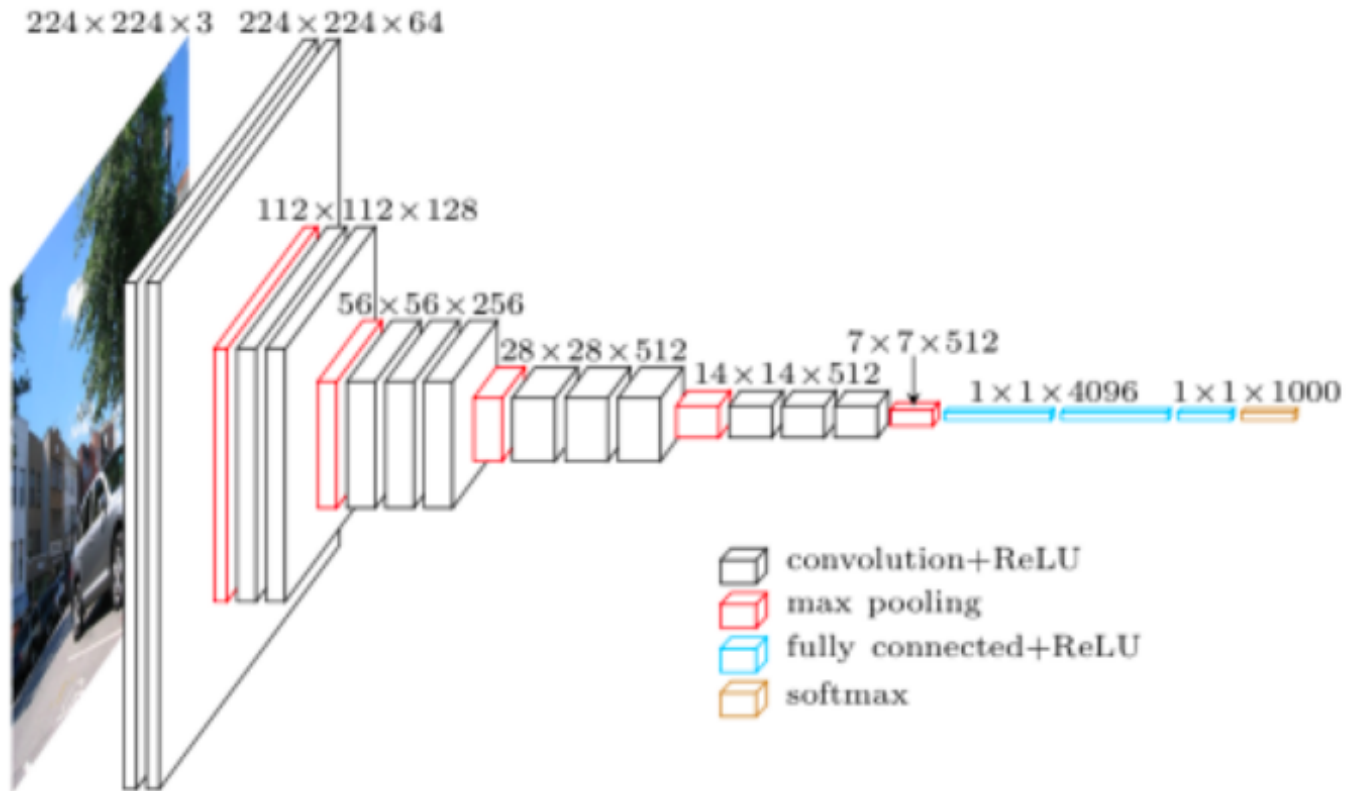 224×224×3
224×224×64
112×112×128
56×56×256
28×28×512
14×14×512
7×7×512
1×1×4096
1×1×1000
convolution+ReLU
max pooling
fully connected+ReLU
softmax